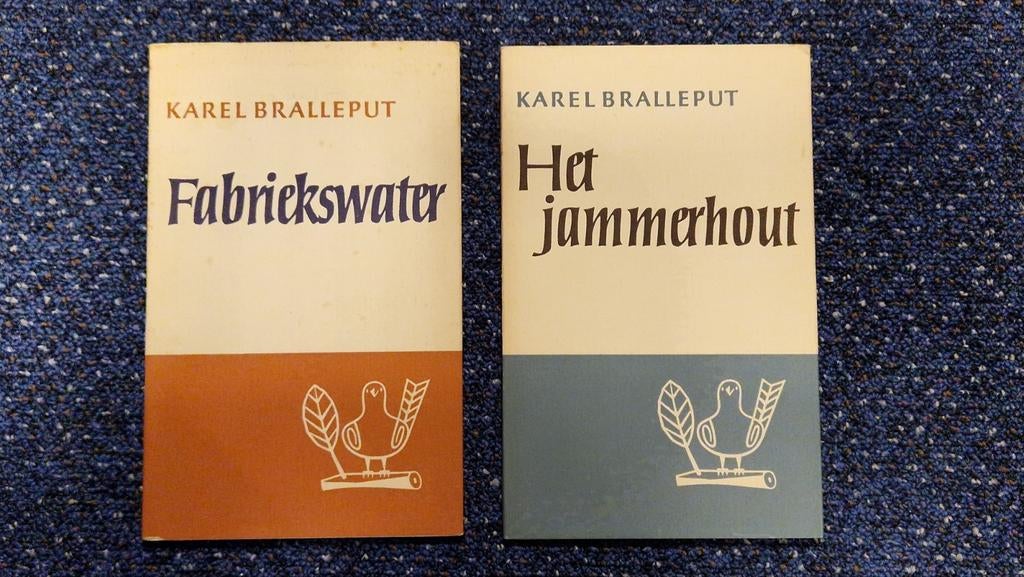 KAREL BRALLEPUT
Fabriekswater
KAREL BRALLEPUT
Het
jammerhout